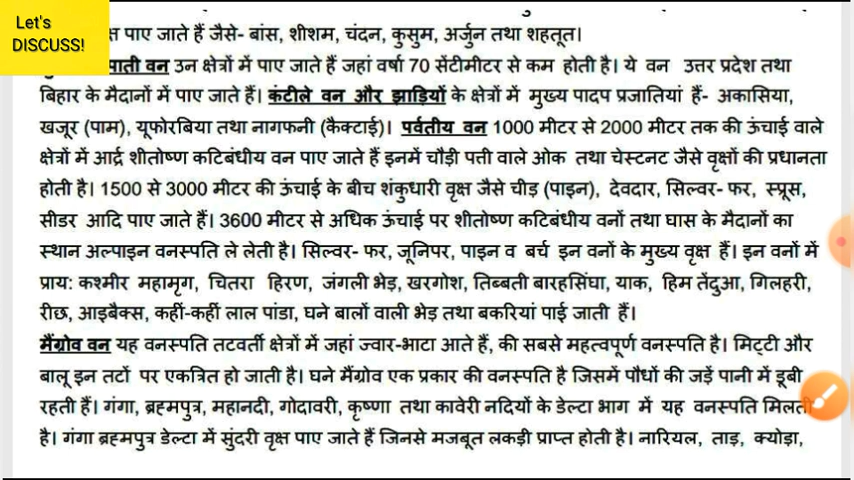 Let's
DISCUSS!
पाए जाते हैं जैसे- बांस, शीशम, चंदन, कुसुम, अर्जुन तथा शहतूत।
वन उन क्षेत्रों में पाए जाते हैं जहां वर्षा 70 सेंटीमीटर से कम होती है। ये वन उत्तर प्रदेश तथा
बिहार के मैदानों में पाए जाते हैं। कंटीले वन और झाड़ियों के क्षेत्रों में मुख्य पादप प्रजातियां हैं- अकासिया,
खजूर (पाम), यूफोरबिया तथा नागफनी (कैक्टाई)। पर्वतीय वन 1000 मीटर से 2000 मीटर तक की ऊंचाई वाले
क्षेत्रों में आर्द्र शीतोष्ण कटिबंधीय वन पाए जाते हैं इनमें चौड़ी पत्ती वाले ओक तथा चेस्टनट जैसे वृक्षों की प्रधानता
होती है। 1500 से 3000 मीटर की ऊंचाई के बीच शंकुधारी वृक्ष जैसे चीड़ (पाइन), देवदार, सिल्वर- फर, स्प्रूस,
सीडर आदि पाए जाते हैं। 3600 मीटर से अधिक ऊंचाई पर शीतोष्ण कटिबंधीय वनों तथा घास के मैदानों का
स्थान अल्पाइन वनस्पति ले लेती है। सिल्वर- फर, जूनिपर, पाइन व बर्च इन वनों के मुख्य वृक्ष हैं। इन वनों में
प्राय: कश्मीर महामृग, चितरा हिरण, जंगली भेड़, खरगोश, तिब्बती बारहसिंघा, याक, हिम तेंदुआ, गिलहरी,
रीछ, आइबैक्स, कहीं-कहीं लाल पांडा, घने बालों वाली भेड़ तथा बकरियां पाई जाती हैं।
मैंग्रोव वन यह वनस्पति तटवर्ती क्षेत्रों में जहां ज्वार-भाटा आते हैं, की सबसे महत्वपूर्ण वनस्पति है। मिट्टी और
बालू इन तटों पर एकत्रित हो जाती है। घने मैंग्रोव एक प्रकार की वनस्पति है जिसमें पौधों की जड़ें पानी में डूबी
रहती हैं। गंगा, ब्रह्मपुत्र, महानदी, गोदावरी, कृष्णा तथा कावेरी नदियों के डेल्टा भाग में यह वनस्पति मिलती
है। गंगा ब्रह्मपुत्र डेल्टा में सुंदरी वृक्ष पाए जाते हैं जिनसे मजबूत लकड़ी प्राप्त होती है। नारियल, ताड़, क्योड़ा,